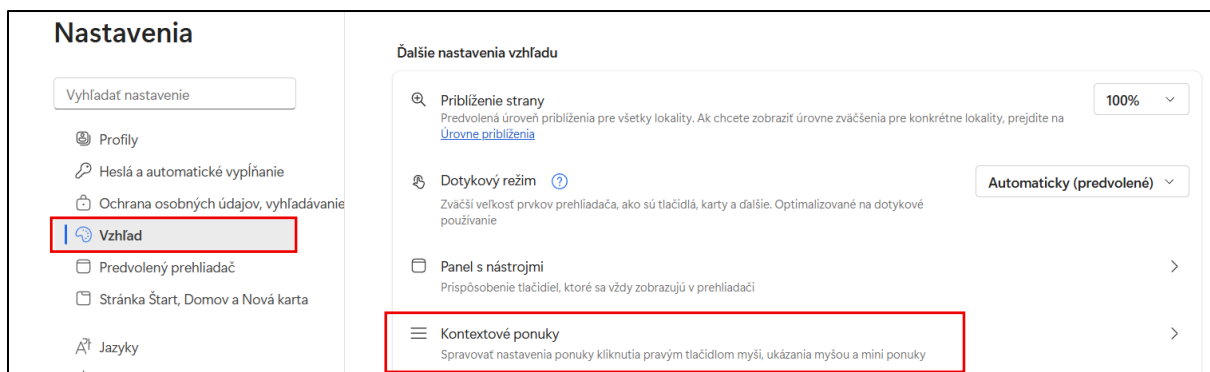 Nastavenia
Vyhľadať nastavenie
Profily
Heslá a automatické vypĺňanie
Ochrana osobných údajov, vyhľadávanie
Vzhľad
Predvolený prehliadač
Stránka Štart, Domov a Nová karta
Jazyky
Ďalšie nastavenia vzhľadu
Priblíženie strany
100%
Predvolená úroveň priblíženia pre všetky lokality. Ak chcete zobraziť úrovne zväčšenia pre konkrétne lokality, prejdite na
Úrovne priblíženia
Dotykový režim
Automaticky (predvolené)
Zväčší veľkosť prvkov prehliadača, ako sú tlačidlá, karty a ďalšie. Optimalizované na dotykové
používanie
Panel s nástrojmi
Prispôsobenie tlačidiel, ktoré sa vždy zobrazujú v prehliadači
Kontextové ponuky
Spravovať nastavenia ponuky kliknutia pravým tlačidlom myši, ukázania myšou a mini ponuky